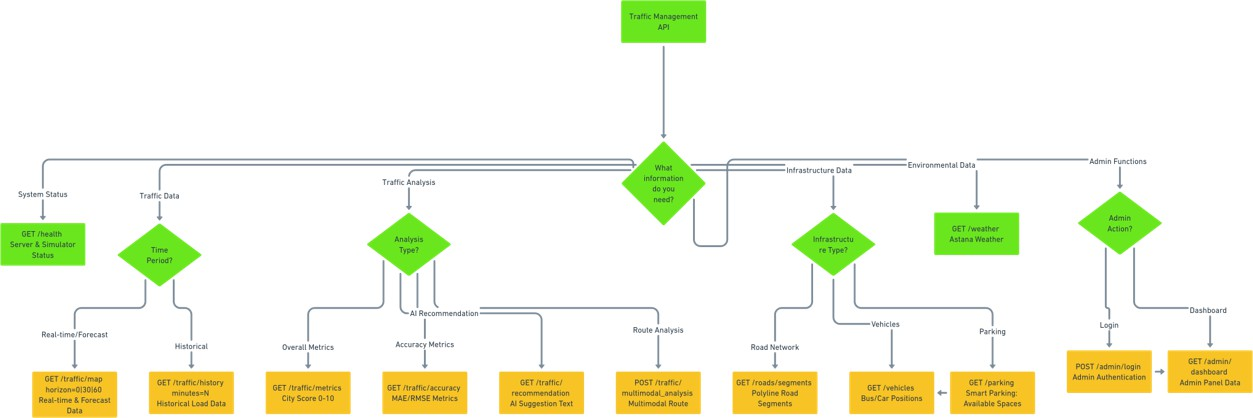 Traffic Management
API
What
information
do you
need?
System Status
Traffic Data
Traffic Analysis
Infrastructure Data
Environmental Data
Admin Functions
GET /health
Server & Simulator
Status
Time
Period?
Analysis
Type?
Infrastructu
re Type?
GET /weather
Astana Weather
Admin
Action?
Real-time/Forecast
Historical
Overall Metrics
AI Recommendation
Accuracy Metrics
Route Analysis
Road Network
Vehicles
Parking
Login
Dashboard
GET /traffic/map
horizon=0|30|60
Real-time & Forecast
Data
GET /traffic/history
minutes=N
Historical Load Data
GET /traffic/metrics
City Score 0-10
GET /traffic/accuracy
MAE/RMSE Metrics
GET /traffic/
recommendation
AI Suggestion Text
POST /traffic/
multimodal_analysis
Multimodal Route
GET /roads/segments
Polyline Road
Segments
GET /vehicles
Bus/Car Positions
GET /parking
Smart Parking:
Available Spaces
POST /admin/login
Admin Authentication
GET /admin/
dashboard
Admin Panel Data